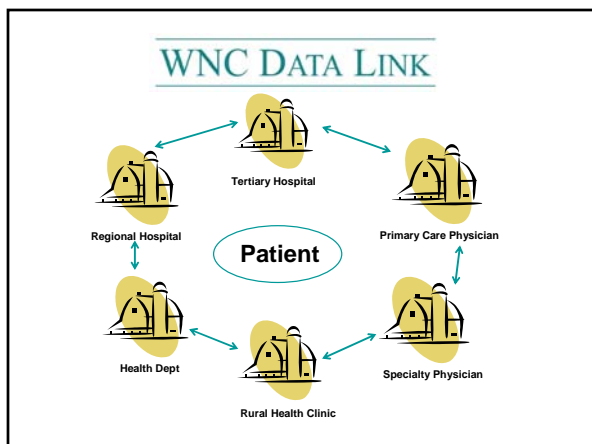 WNC DATA LINK
Tertiary Hospital
Regional Hospital
Primary Care Physician
Patient
Health Dept
Specialty Physician
Rural Health Clinic